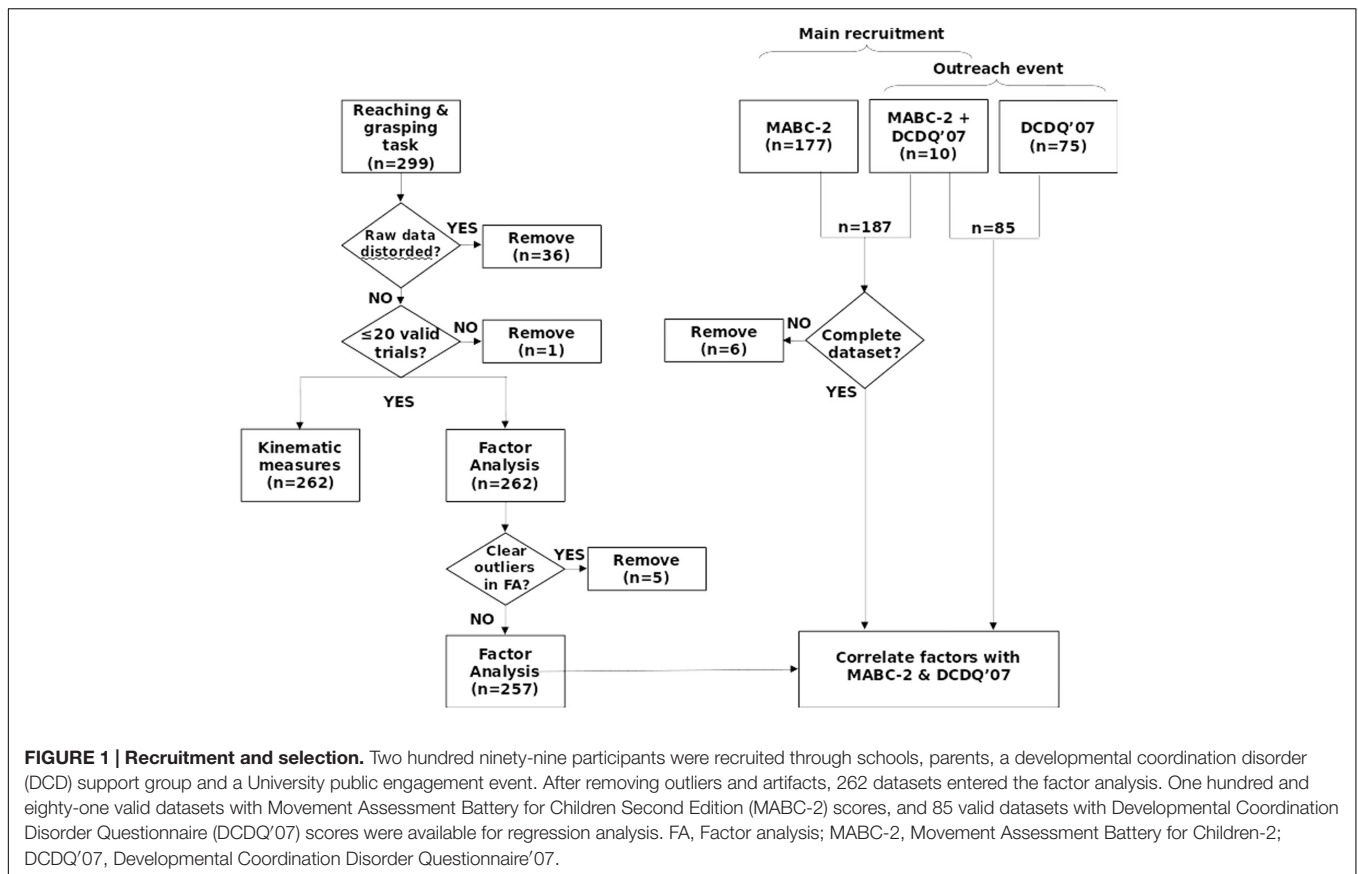 Main recruitment
Outreach event
Reaching &
grasping
task
(n=299)
MABC-2
(n=177)
MABC-2 +
DCDQ'07
(n=10)
DCDQ'07
(n=75)
Raw data
distorded?
YES
Remove
(n=36)
n=187
n=85
NO
≤20 valid
trials?
NO
Remove
(n=1)
Remove
(n=6)
NO
Complete
dataset?
YES
YES
Kinematic
measures
(n=262)
Factor
Analysis
(n=262)
Clear
outliers
in FA?
YES
Remove
(n=5)
NO
Factor
Analysis
(n=257)
Correlate factors with
MABC-2 & DCDQ'07
FIGURE 1 | Recruitment and selection. Two hundred ninety-nine participants were recruited through schools, parents, a developmental coordination disorder
(DCD) support group and a University public engagement event. After removing outliers and artifacts, 262 datasets entered the factor analysis. One hundred and
eighty-one valid datasets with Movement Assessment Battery for Children Second Edition (MABC-2) scores, and 85 valid datasets with Developmental Coordination
Disorder Questionnaire (DCDQ′07) scores were available for regression analysis. FA, Factor analysis; MABC-2, Movement Assessment Battery for Children-2;
DCDQ′07, Developmental Coordination Disorder Questionnaire′07.